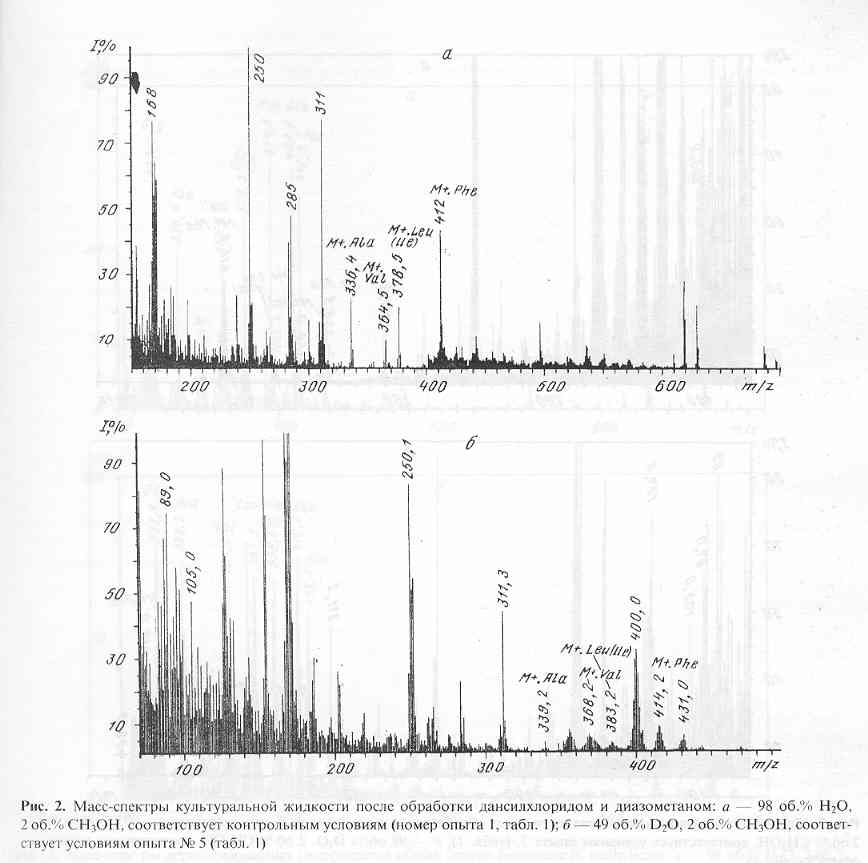 I,%
а
90
70
50
30
10
168
250
285
311
M+. Ala
336,4
M+.
Val
364,5
M+. Leu
(Ile)
378,5
M+. Phe
412
200 300 400 500 600 m/z
I,%
б
90
70
50
30
10
89,0
105,0
250,1
311,3
M+. Ala
339,2
M+. Leu(Ile)
368,2
M+. Val
383,2
400,0
M+. Phe
414,2
431,0
100 200 300 400 m/z
Рис. 2. Масс-спектры культуральной жидкости после обработки дансилхлоридом и диазометаном: а — 98 об.% H₂O,
2 об.% CH₃OH, соответствует контрольным условиям (номер опыта 1, табл. 1); б — 49 об.% D₂O, 2 об.% CH₃OH, соответ-
ствует условиям опыта № 5 (табл. 1)